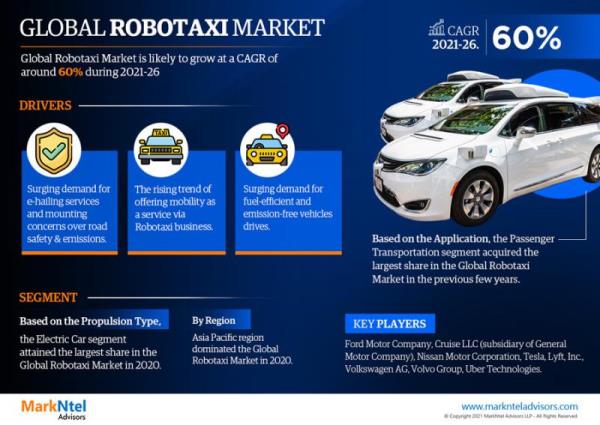 GLOBAL ROBOTAXI MARKET
CAGR
2021-26.
60%
Global Robotaxi Market is likely to grow at a CAGR of
around 60% during 2021-26
DRIVERS
Surging demand for
e-hailing services
and mounting
concerns over road
safety & emissions.
TAXI
The rising trend of
offering mobility as
a service via
Robotaxi business.
Surging demand for
fuel-efficient and
emission-free vehicles
drives.
Based on the Application, the Passenger
Transportation segment acquired the
largest share in the Global Robotaxi
Market in the previous few years.
SEGMENT
Based on the Propulsion Type,
the Electric Car segment
attained the largest share in the
Global Robotaxi Market in 2020.
By Region
Asia Pacific region
dominated the Global
Robotaxi Market in 2020.
KEY PLAYERS
Ford Motor Company, Cruise LLC (subsidiary of General
Motor Company), Nissan Motor Corporation, Tesla, Lyft, Inc.,
Volkswagen AG, Volvo Group, Uber Technologies.
MarkNtel
Advisors
www.marknteladvisors.com
© Copyright 2021 MarkNtel Advisors LLP - All Rights Reserved.